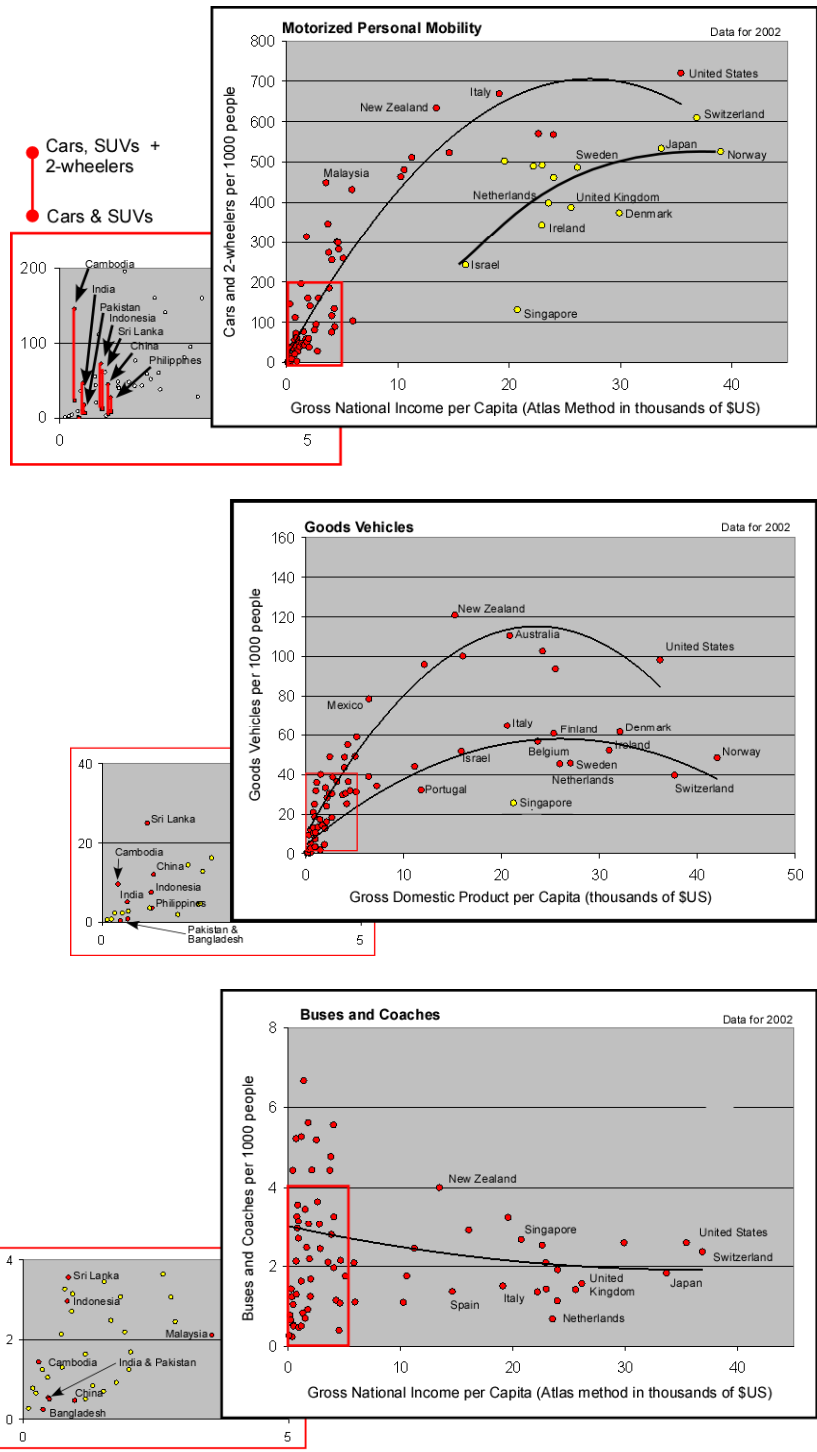 Motorized Personal Mobility
Data for 2002
800
700
600
500
400
300
200
100
0
Cars and 2-wheelers per 1000 people
United States
Italy
New Zealand
Switzerland
Malaysia
Sweden
Japan
Norway
Netherlands
United Kingdom
Denmark
Ireland
Israel
Singapore
0
10
20
30
40
Gross National Income per Capita (Atlas Method in thousands of $US)
Cars, SUVs +
2-wheelers
Cars & SUVs
200
100
0
Cambodia
India
Pakistan
Indonesia
Sri Lanka
China
Philippines
0
5
Goods Vehicles
Data for 2002
160
140
120
100
80
60
40
20
0
Goods Vehicles per 1000 people
New Zealand
Australia
United States
Mexico
Italy
Finland
Denmark
Israel
Belgium
Ireland
Norway
Sweden
Netherlands
Switzerland
Portugal
Singapore
0
10
20
30
40
50
Gross Domestic Product per Capita (thousands of $US)
40
20
0
Sri Lanka
Cambodia
China
India
Indonesia
Philippines
Pakistan &
Bangladesh
0
5
Buses and Coaches
Data for 2002
8
6
4
2
0
Buses and Coaches per 1000 people
New Zealand
Singapore
United States
Switzerland
Spain
Italy
United
Kingdom
Japan
Netherlands
0
10
20
30
40
Gross National Income per Capita (Atlas method in thousands of $US)
4
2
0
Sri Lanka
Indonesia
Malaysia
Cambodia
India & Pakistan
China
Bangladesh
0
5